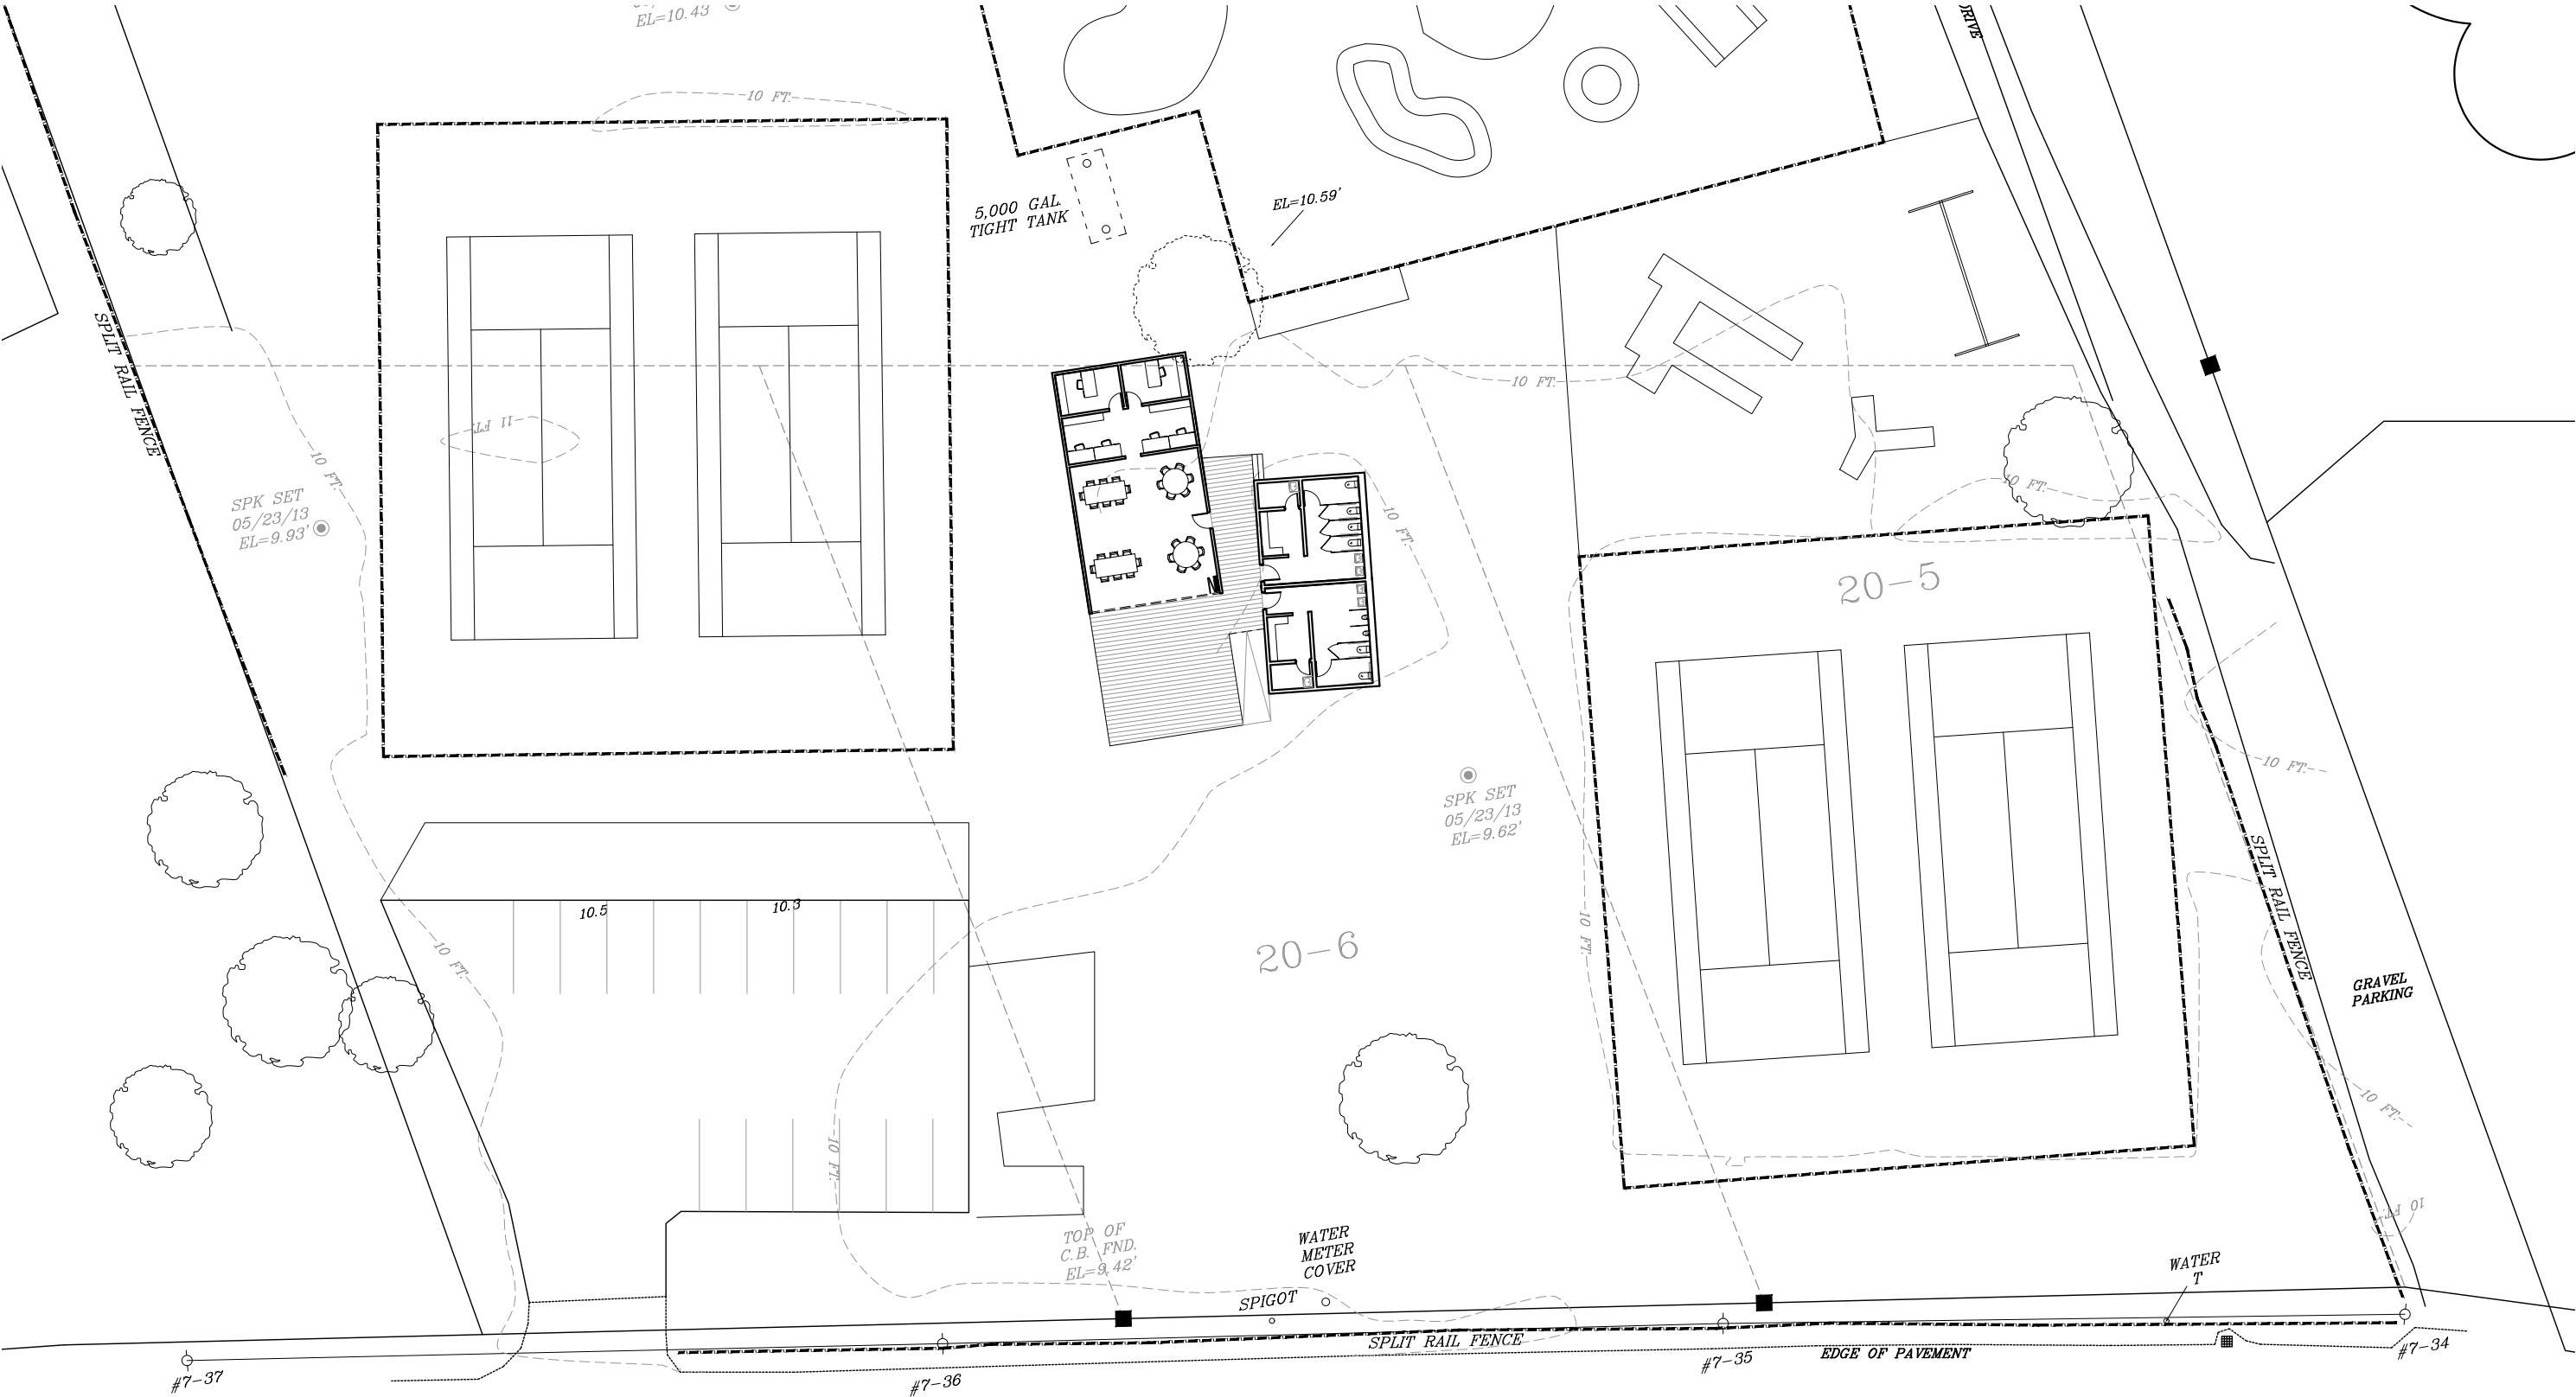 EL=10.43
DRIVE
10 FT.
5,000 GAL.
TIGHT TANK
EL=10.59'
SPLIT RAIL FENCE
10 FT.
11 FT.
10 FT.
SPK SET
05/23/13
EL=9.93'
10 FT.
10 FT.
20-5
10 FT.
SPK SET
05/23/13
EL=9.62'
SPLIT RAIL FENCE
10.5
10.3
10 FT.
20-6
10 FT.
GRAVEL
PARKING
10 FT.
10 FT.
10 FT.
TOP OF
C.B. FND.
EL=9.42'
WATER
METER
COVER
WATER
T
SPIGOT
SPLIT RAIL FENCE
EDGE OF PAVEMENT
#7-37
#7-36
#7-35
#7-34